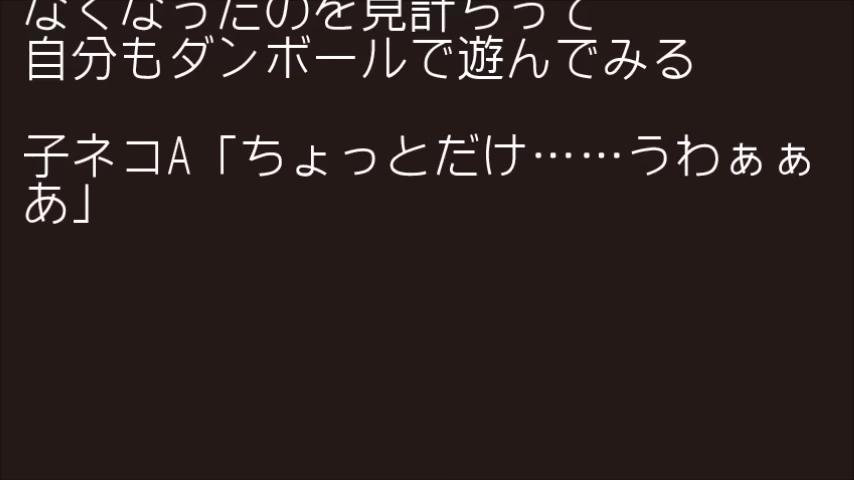 なくなったのを見計らって
自分もダンボールで遊んでみる
子ネコA「ちょっとだけ……うわぁぁ
あ」